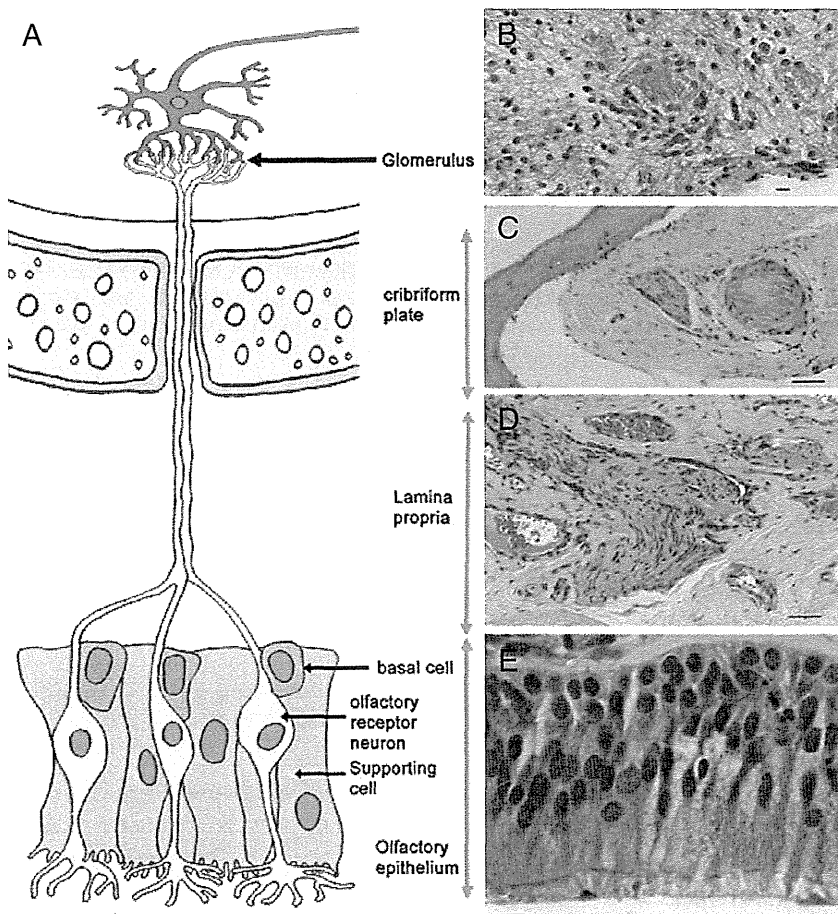 A
B
Glomerulus
C
cribriform
plate
D
Lamina
propria
E
basal cell
olfactory
receptor
neuron
Supporting
cell
Olfactory
epithelium